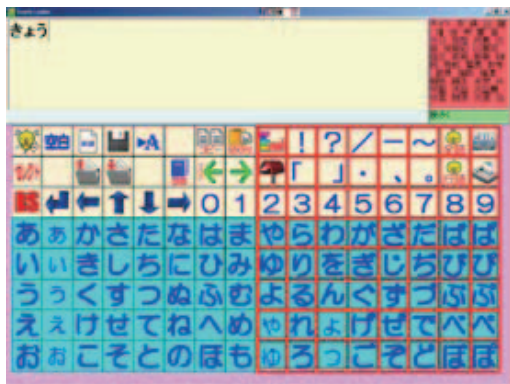 きょう
空白 A ! ? / ー ~
「 」 ・ 、 。
BS 0 1 2 3 4 5 6 7 8 9
あ ぁ か さ た な は ま や ら わ が ざ だ ば ぱ
い ぃ き し ち に ひ み ゆ り を ぎ じ ぢ び ぴ
う ぅ く す つ ぬ ふ む よ る ん ぐ ず づ ぶ ぷ
え ぇ け せ て ね へ め ゃ れ ょ げ ぜ で べ ぺ
お ぉ こ そ と の ほ も ゅ ろ っ ご ぞ ど ぼ ぽ